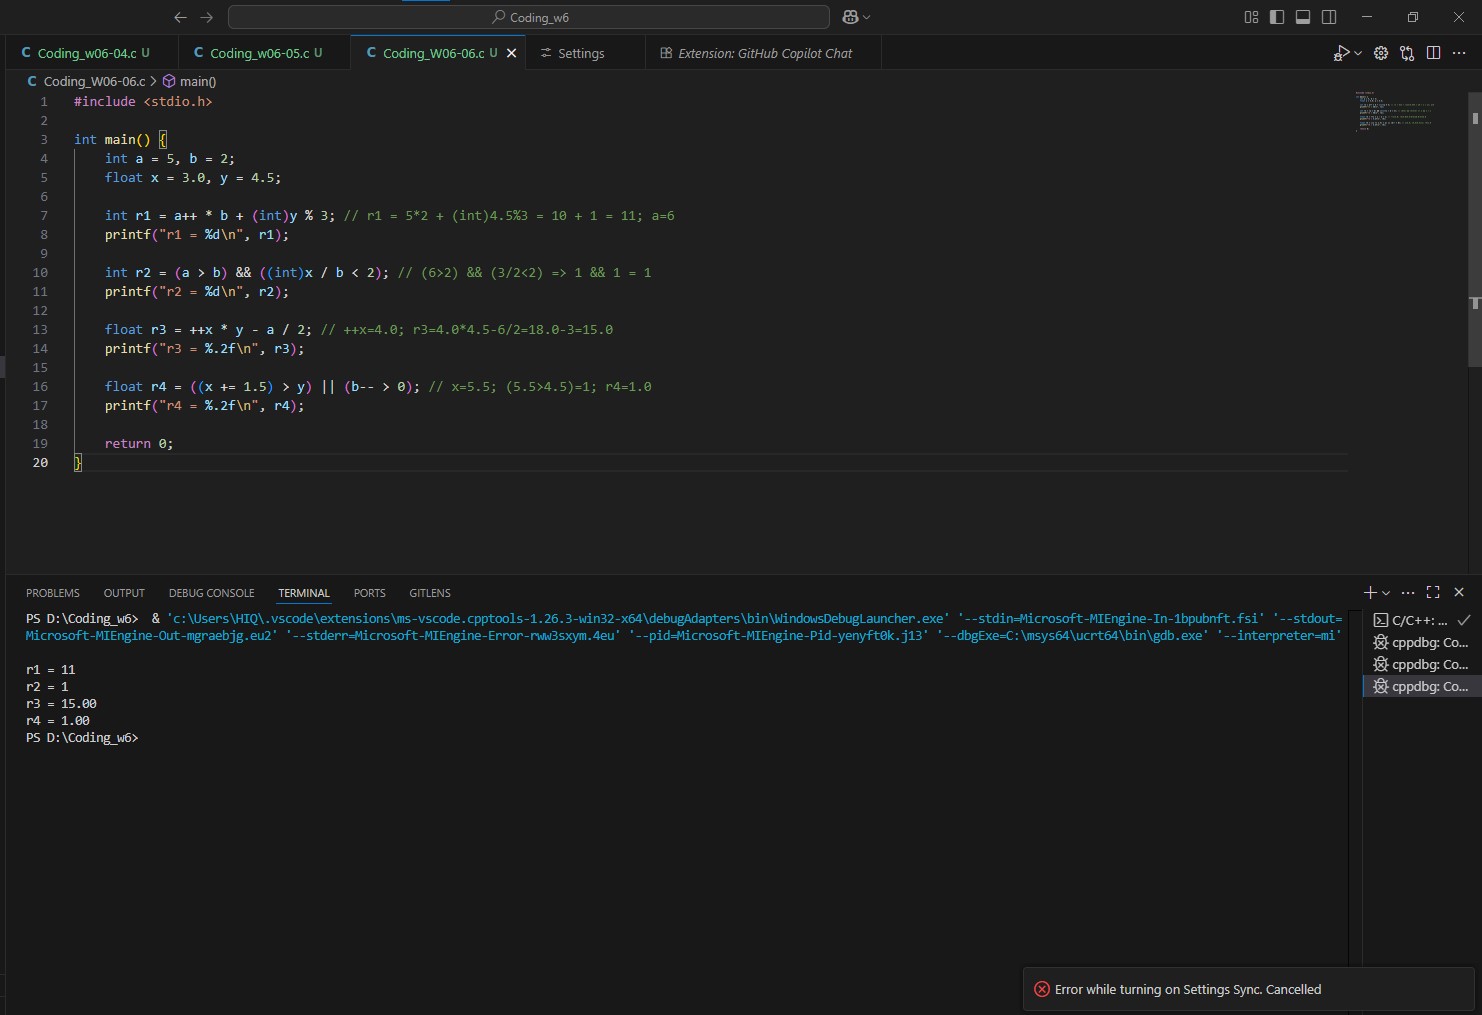 Coding_w6
C Coding_w06-04.c U
C Coding_w06-05.c U
C Coding_W06-06.c U
Settings
Extension: GitHub Copilot Chat
C Coding_W06-06.c > main()
1 #include <stdio.h>
2
3 int main() {
4     int a = 5, b = 2;
5     float x = 3.0, y = 4.5;
6
7     int r1 = a++ * b + (int)y % 3; // r1 = 5*2 + (int)4.5%3 = 10 + 1 = 11; a=6
8     printf("r1 = %d\n", r1);
9
10     int r2 = (a > b) && ((int)x / b < 2); // (6>2) && (3/2<2) => 1 && 1 = 1
11     printf("r2 = %d\n", r2);
12
13     float r3 = ++x * y - a / 2; // ++x=4.0; r3=4.0*4.5-6/2=18.0-3=15.0
14     printf("r3 = %.2f\n", r3);
15
16     float r4 = ((x += 1.5) > y) || (b-- > 0); // x=5.5; (5.5>4.5)=1; r4=1.0
17     printf("r4 = %.2f\n", r4);
18
19     return 0;
20 }
PROBLEMS OUTPUT DEBUG CONSOLE TERMINAL PORTS GITLENS
PS D:\Coding_w6>  & 'c:\Users\HIQ\.vscode\extensions\ms-vscode.cpptools-1.26.3-win32-x64\debugAdapters\bin\WindowsDebugLauncher.exe' '--stdin=Microsoft-MIEngine-In-1bpubnft.fsi' '--stdout=
Microsoft-MIEngine-Out-mgraebjg.eu2' '--stderr=Microsoft-MIEngine-Error-rww3sxym.4eu' '--pid=Microsoft-MIEngine-Pid-yenyft0k.j13' '--dbgExe=C:\msys64\ucrt64\bin\gdb.exe' '--interpreter=mi'
r1 = 11
r2 = 1
r3 = 15.00
r4 = 1.00
PS D:\Coding_w6>
C/C++: ...
cppdbg: Co...
cppdbg: Co...
cppdbg: Co...
Error while turning on Settings Sync. Cancelled